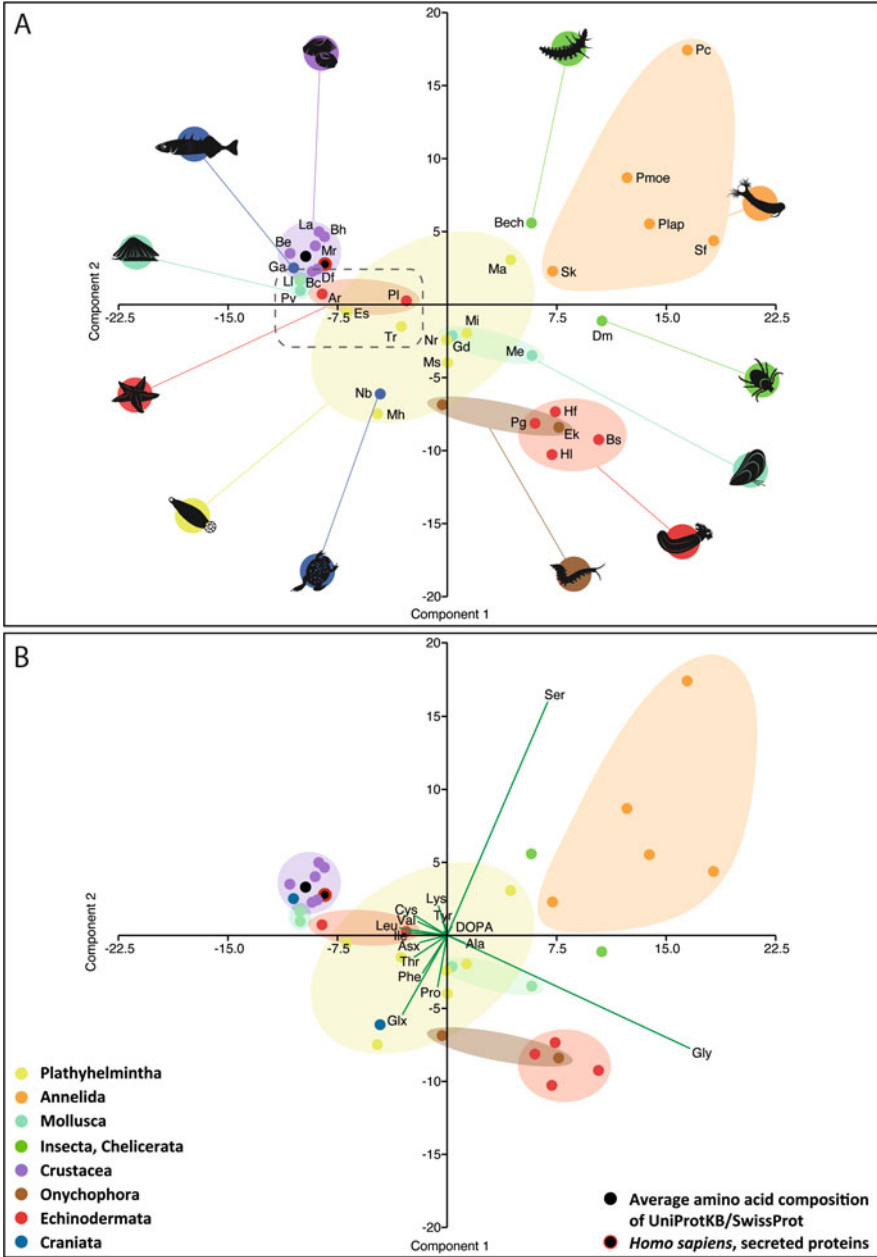 A
20
15
10
5
-5
-10
-15
-20
-22.5
-15.0
-7.5
7.5
15
22.5
Component 2
Component 1
Pc
Pmoe
Plap
Sf
Sk
Bech
Ma
La
Bh
Be
Mr
Ga
Df
Ll
Bc
Pv
Ar
Pl
Es
Tr
Mi
Nr
Gd
Ms
Me
Dm
Nb
Mh
Hf
Pg
Ek
Bs
Hl
B
20
15
10
5
-5
-10
-15
-20
-22.5
-15.0
-7.5
7.5
15
22.5
Component 2
Component 1
Ser
Lys
Cys
Tyr
Val
Leu
DOPA
Ile
Ala
Asx
Thr
Phe
Pro
Glx
Gly
Plathyhelmintha
Annelida
Mollusca
Insecta, Chelicerata
Crustacea
Onychophora
Echinodermata
Craniata
Average amino acid composition
of UniProtKB/SwissProt
Homo sapiens, secreted proteins